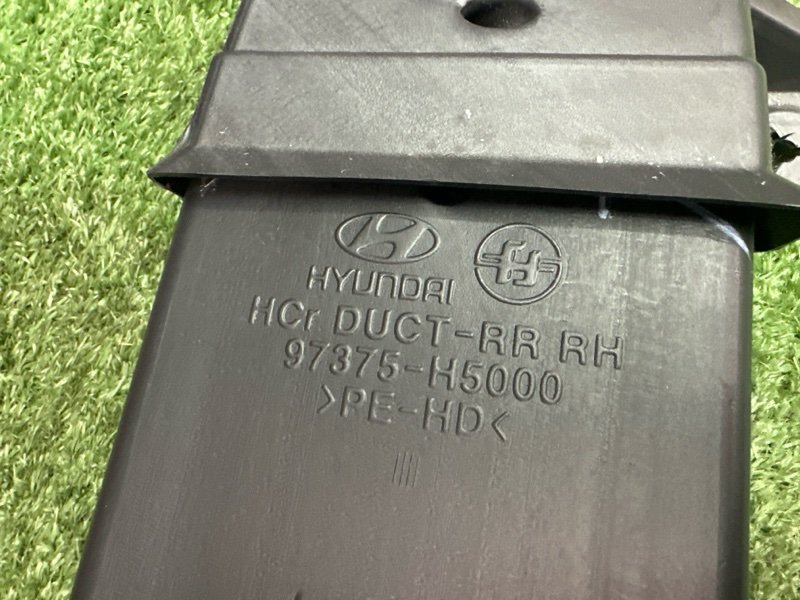 HYUNDAI
HCr DUCT-RR RH
97375-H5000
>PE-HD<